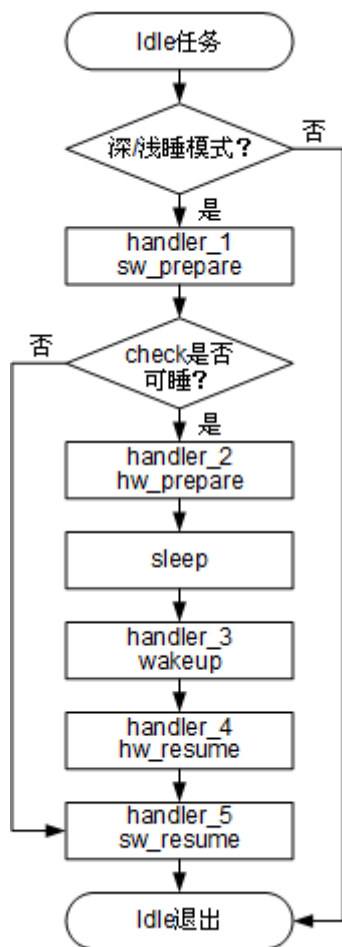 Idle任务
深/浅睡模式?
否
是
handler_1
sw_prepare
否
check是否
可睡?
是
handler_2
hw_prepare
sleep
handler_3
wakeup
handler_4
hw_resume
handler_5
sw_resume
Idle退出